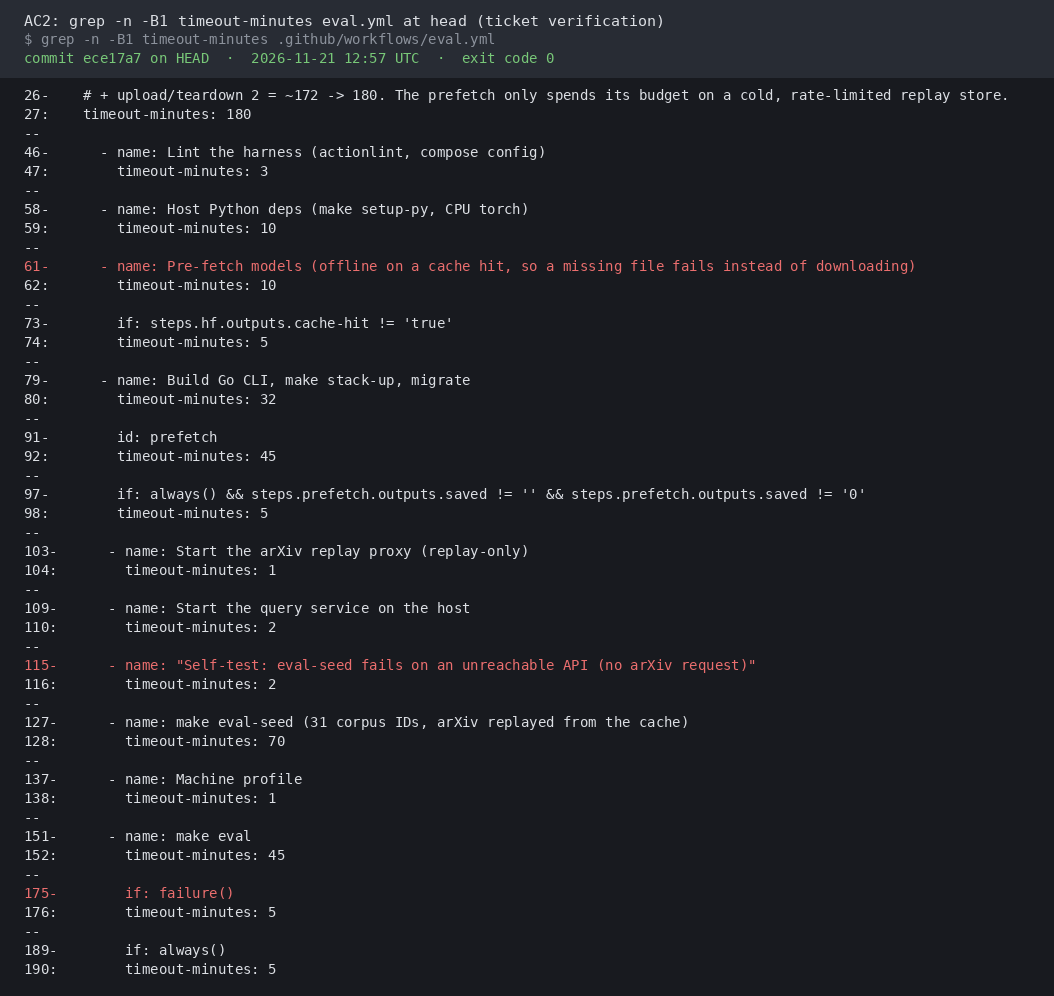 AC2: grep -n -B1 timeout-minutes eval.yml at head (ticket verification)
$ grep -n -B1 timeout-minutes .github/workflows/eval.yml
commit ece17a7 on HEAD  ·  2026-11-21 12:57 UTC  ·  exit code 0
26-    # + upload/teardown 2 = ~172 -> 180. The prefetch only spends its budget on a cold, rate-limited replay store.
27:    timeout-minutes: 180
--
46-      - name: Lint the harness (actionlint, compose config)
47:        timeout-minutes: 3
--
58-      - name: Host Python deps (make setup-py, CPU torch)
59:        timeout-minutes: 10
--
61-      - name: Pre-fetch models (offline on a cache hit, so a missing file fails instead of downloading)
62:        timeout-minutes: 10
--
73-        if: steps.hf.outputs.cache-hit != 'true'
74:        timeout-minutes: 5
--
79-      - name: Build Go CLI, make stack-up, migrate
80:        timeout-minutes: 32
--
91-        id: prefetch
92:        timeout-minutes: 45
--
97-        if: always() && steps.prefetch.outputs.saved != '' && steps.prefetch.outputs.saved != '0'
98:        timeout-minutes: 5
--
103-      - name: Start the arXiv replay proxy (replay-only)
104:        timeout-minutes: 1
--
109-      - name: Start the query service on the host
110:        timeout-minutes: 2
--
115-      - name: "Self-test: eval-seed fails on an unreachable API (no arXiv request)"
116:        timeout-minutes: 2
--
127-      - name: make eval-seed (31 corpus IDs, arXiv replayed from the cache)
128:        timeout-minutes: 70
--
137-      - name: Machine profile
138:        timeout-minutes: 1
--
151-      - name: make eval
152:        timeout-minutes: 45
--
175-        if: failure()
176:        timeout-minutes: 5
--
189-        if: always()
190:        timeout-minutes: 5